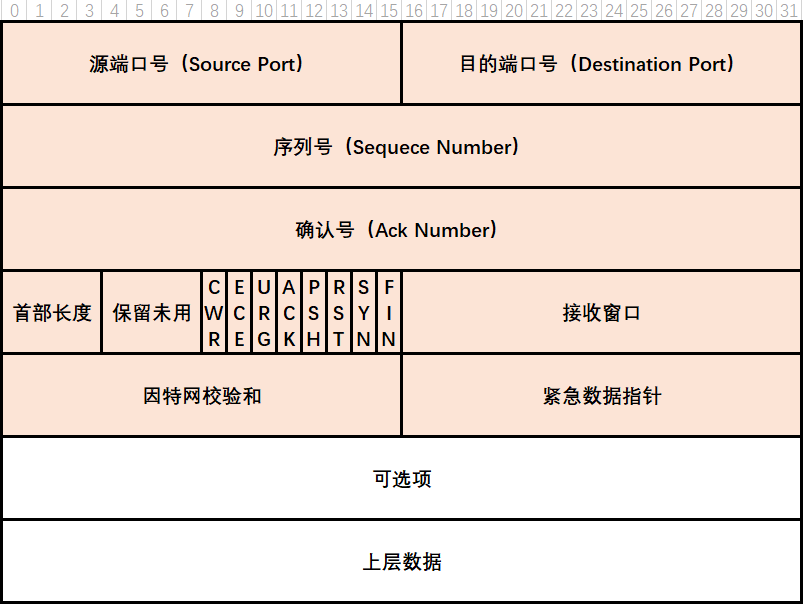 0 1 2 3 4 5 6 7 8 9 10 11 12 13 14 15 16 17 18 19 20 21 22 23 24 25 26 27 28 29 30 31
源端口号（Source Port） 目的端口号（Destination Port）
序列号（Sequece Number）
确认号（Ack Number）
首部长度 保留未用 CWR ECE URG ACK PSH RST SYN FIN 接收窗口
因特网校验和 紧急数据指针
可选项
上层数据